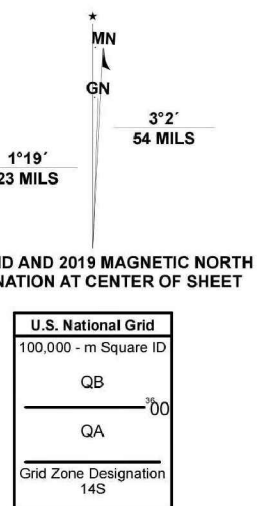 ★
MN
GN
3°2´
54 MILS
1°19´
23 MILS
ID AND 2019 MAGNETIC NORTH
NATION AT CENTER OF SHEET
U.S. National Grid
100,000 - m Square ID
QB
³⁶00
QA
Grid Zone Designation
14S